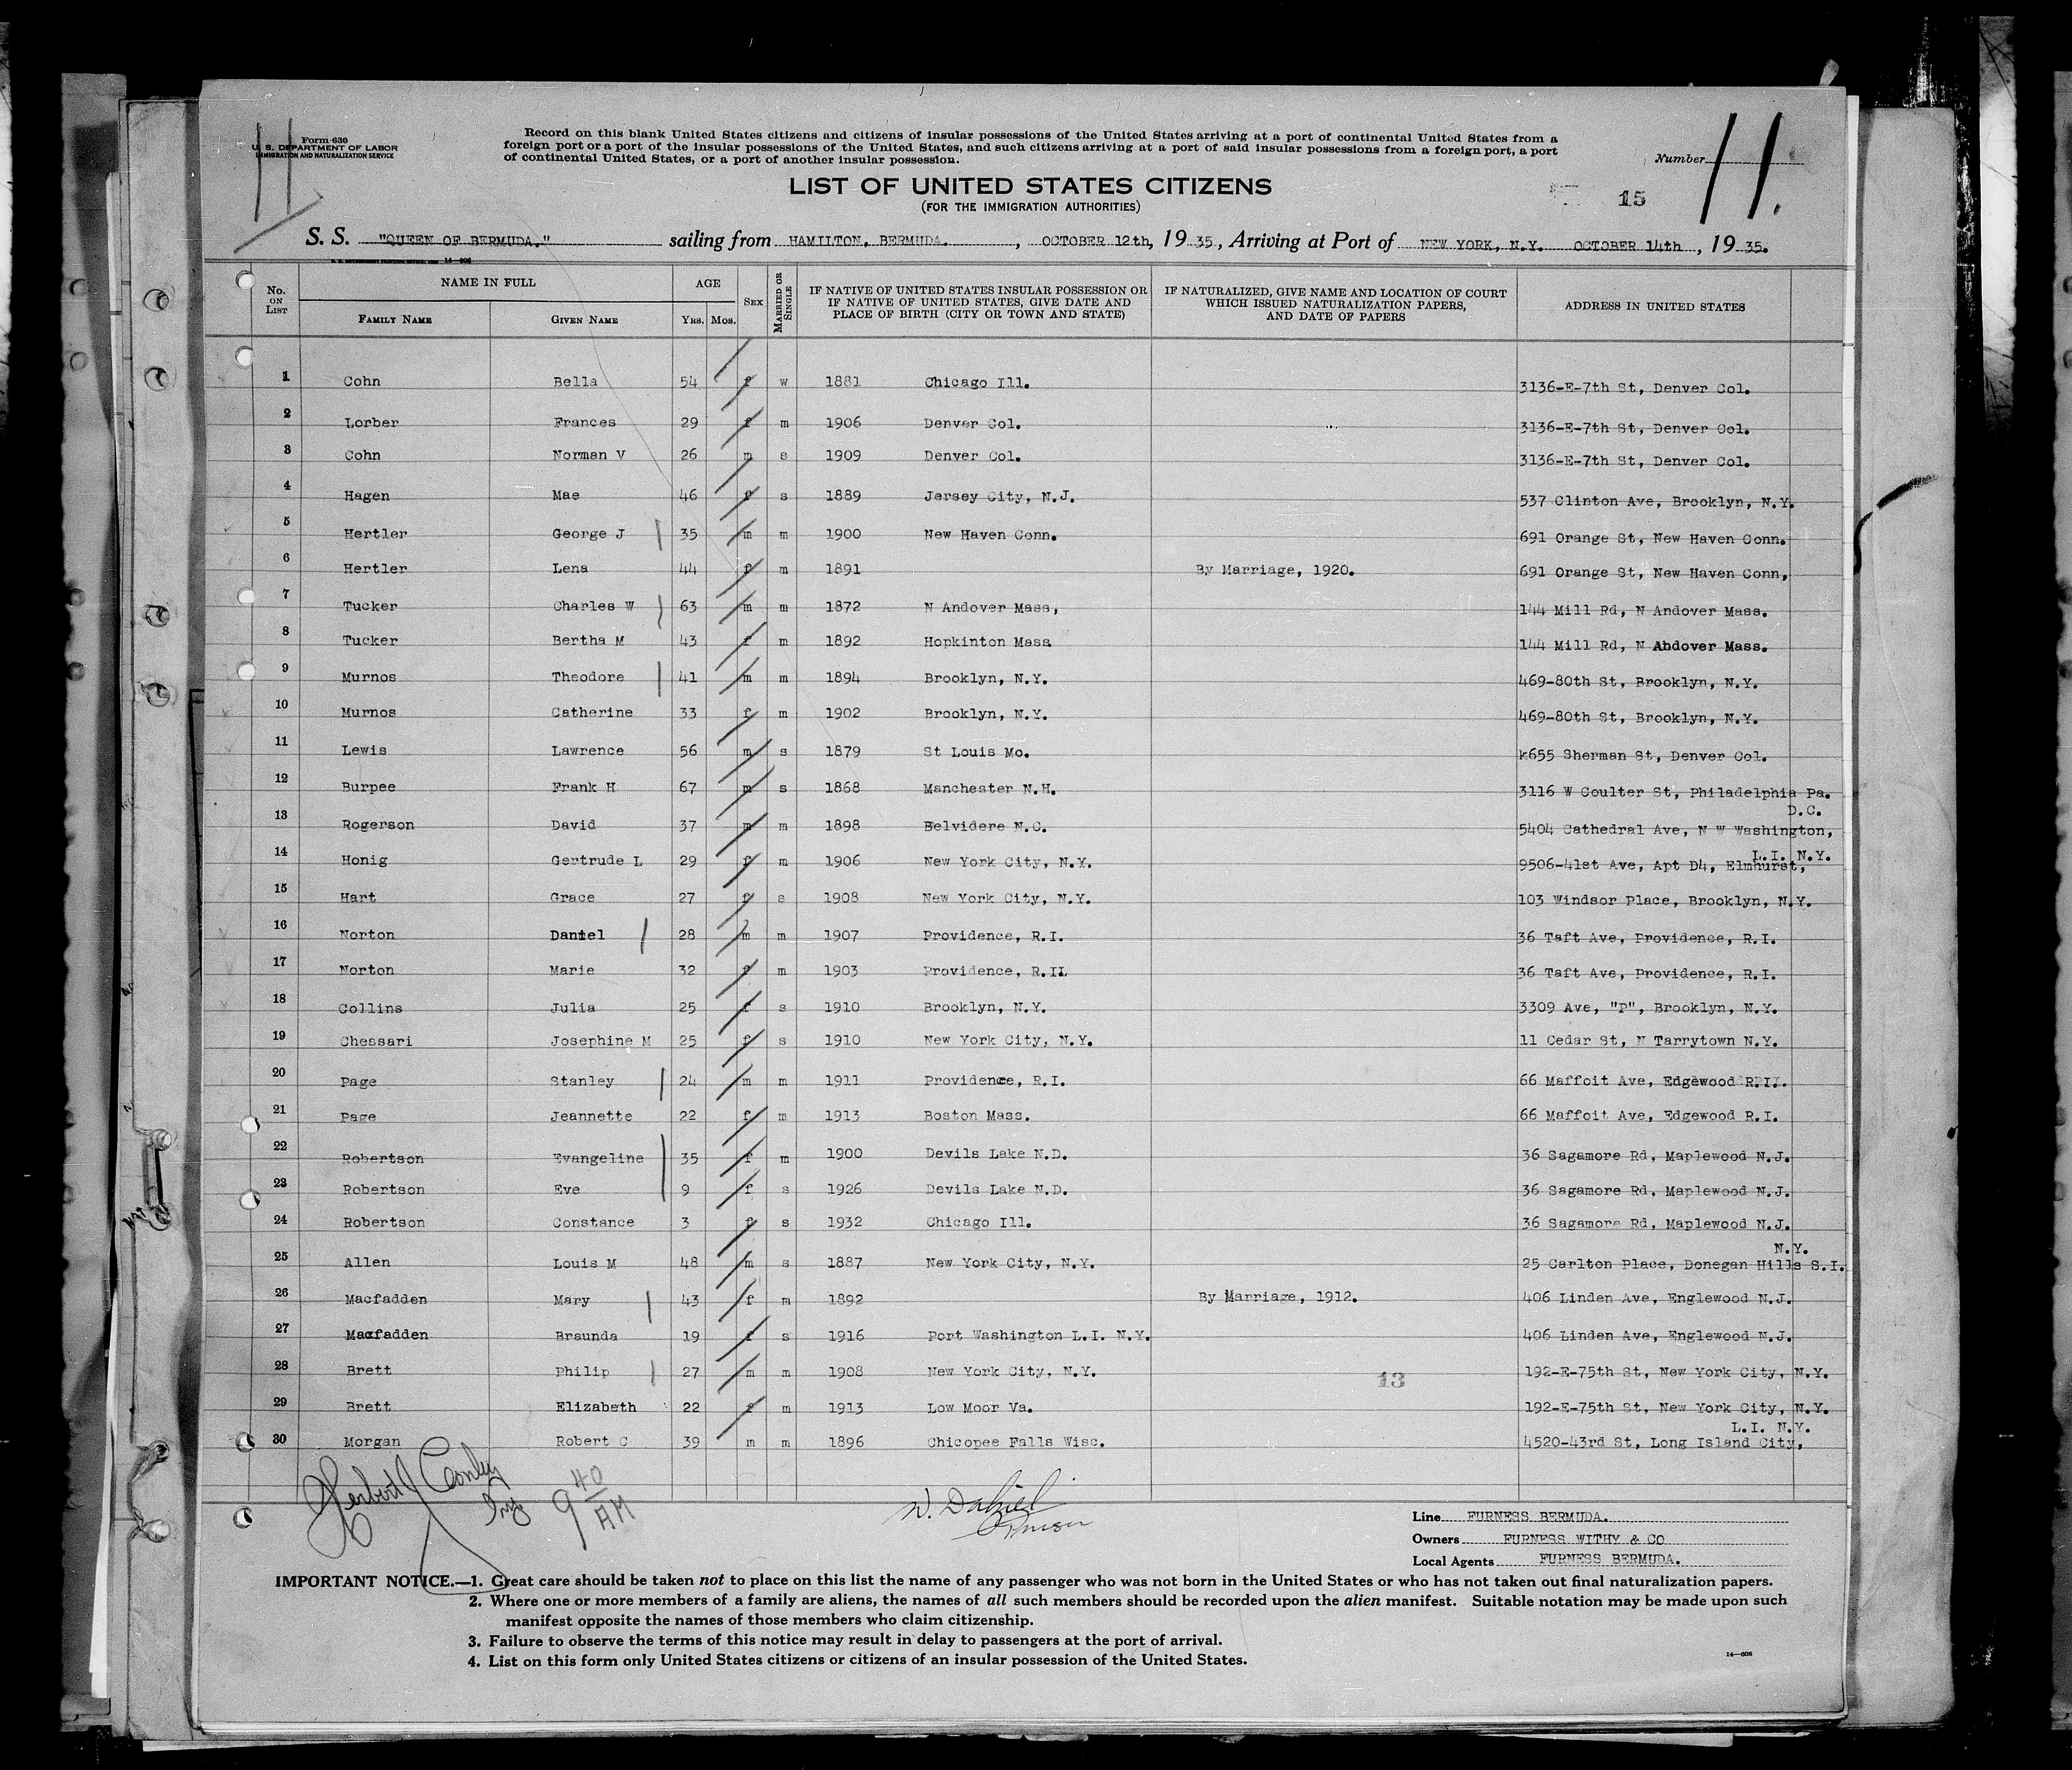 11
Form 630
U. S. DEPARTMENT OF LABOR
IMMIGRATION AND NATURALIZATION SERVICE
Record on this blank United States citizens and citizens of insular possessions of the United States arriving at a port of continental United States from a
foreign port or a port of the insular possessions of the United States, and such citizens arriving at a port of said insular possessions from a foreign port, a port
of continental United States, or a port of another insular possession.
Number 11.
LIST OF UNITED STATES CITIZENS
(FOR THE IMMIGRATION AUTHORITIES)
15
S. S. "QUEEN OF BERMUDA." sailing from HAMILTON, BERMUDA. , OCTOBER 12th, 19 35, Arriving at Port of NEW YORK, N.Y. OCTOBER 14th , 19 35.
No. ON LIST NAME IN FULL FAMILY NAME GIVEN NAME AGE YRS. MOS. SEX MARRIED OR SINGLE IF NATIVE OF UNITED STATES INSULAR POSSESSION OR IF NATIVE OF UNITED STATES, GIVE DATE AND PLACE OF BIRTH (CITY OR TOWN AND STATE) IF NATURALIZED, GIVE NAME AND LOCATION OF COURT WHICH ISSUED NATURALIZATION PAPERS, AND DATE OF PAPERS ADDRESS IN UNITED STATES
1 Cohn Bella 54 f w 1881 Chicago Ill. 3136-E-7th St, Denver Col.
2 Lorber Frances 29 f m 1906 Denver Col. 3136-E-7th St, Denver Col.
3 Cohn Norman V 26 m s 1909 Denver Col. 3136-E-7th St, Denver Col.
4 Hagen Mae 46 f s 1889 Jersey City, N.J. 537 Clinton Ave, Brooklyn, N.Y.
5 Hertler George J 35 m m 1900 New Haven Conn. 691 Orange St, New Haven Conn.
6 Hertler Lena 44 f m 1891 By Marriage, 1920. 691 Orange St, New Haven Conn,
7 Tucker Charles W 63 m m 1872 N Andover Mass, 144 Mill Rd, N Andover Mass.
8 Tucker Bertha M 43 f m 1892 Hopkinton Mass 144 Mill Rd, N Ahdover Mass.
9 Murnos Theodore 41 m m 1894 Brooklyn, N.Y. 469-80th St, Brooklyn, N.Y.
10 Murnos Catherine 33 f m 1902 Brooklyn, N.Y. 469-80th St, Brooklyn, N.Y.
11 Lewis Lawrence 56 m s 1879 St Louis Mo. k655 Sherman St, Denver Col.
12 Burpee Frank H 67 m s 1868 Manchester N.H. 3116 W Coulter St, Philadelphia Pa.
D.C.
13 Rogerson David 37 m m 1898 Belvidere N.C. 5404 Cathedral Ave, N W Washington,
L.I. N.Y.
14 Honig Gertrude L 29 f m 1906 New York City, N.Y. 9506-41st Ave, Apt D4, Elmhurst,
15 Hart Grace 27 f s 1908 New York City, N.Y. 103 Windsor Place, Brooklyn, N.Y.
16 Norton Daniel 28 m m 1907 Providence, R.I. 36 Taft Ave, Providence, R.I.
17 Norton Marie 32 f m 1903 Providence, R.II 36 Taft Ave, Providence, R.I.
18 Collins Julia 25 f s 1910 Brooklyn, N.Y. 3309 Ave, "P", Brooklyn, N.Y.
19 Chessari Josephine M 25 f s 1910 New York City, N.Y. 11 Cedar St, N Tarrytown N.Y.
20 Page Stanley 24 m m 1911 Providence, R.I. 66 Maffoit Ave, Edgewood R.I.
21 Page Jeannette 22 f m 1913 Boston Mass. 66 Maffoit Ave, Edgewood R.I.
22 Robertson Evangeline 35 f m 1900 Devils Lake N.D. 36 Sagamore Rd, Maplewood N.J.
23 Robertson Eve 9 f s 1926 Devils Lake N.D. 36 Sagamore Rd, Maplewood N.J.
24 Robertson Constance 3 f s 1932 Chicago Ill. 36 Sagamore Rd, Maplewood N.J.
N.Y.
25 Allen Louis M 48 m s 1887 New York City, N.Y. 25 Carlton Place, Donegan Hills S.I.
26 Macfadden Mary 43 f m 1892 By Marriage, 1912. 406 Linden Ave, Englewood N.J.
27 Macfadden Braunda 19 f s 1916 Port Washington L.I. N.Y. 406 Linden Ave, Englewood N.J.
28 Brett Philip 27 m m 1908 New York City, N.Y. 192-E-75th St, New York City, N.Y.
13
29 Brett Elizabeth 22 f m 1913 Low Moor Va. 192-E-75th St, New York City, N.Y.
L.I. N.Y.
30 Morgan Robert C 39 m m 1896 Chicopee Falls Wisc. 4520-43rd St, Long Island City,
Herbert J Conley
9 40 AM
W. Dalziel
Purser
Line FURNESS BERMUDA.
Owners FURNESS WITHY & CO
Local Agents FURNESS BERMUDA.
IMPORTANT NOTICE.—1. Great care should be taken not to place on this list the name of any passenger who was not born in the United States or who has not taken out final naturalization papers.
2. Where one or more members of a family are aliens, the names of all such members should be recorded upon the alien manifest. Suitable notation may be made upon such
manifest opposite the names of those members who claim citizenship.
3. Failure to observe the terms of this notice may result in delay to passengers at the port of arrival.
4. List on this form only United States citizens or citizens of an insular possession of the United States.
14—608